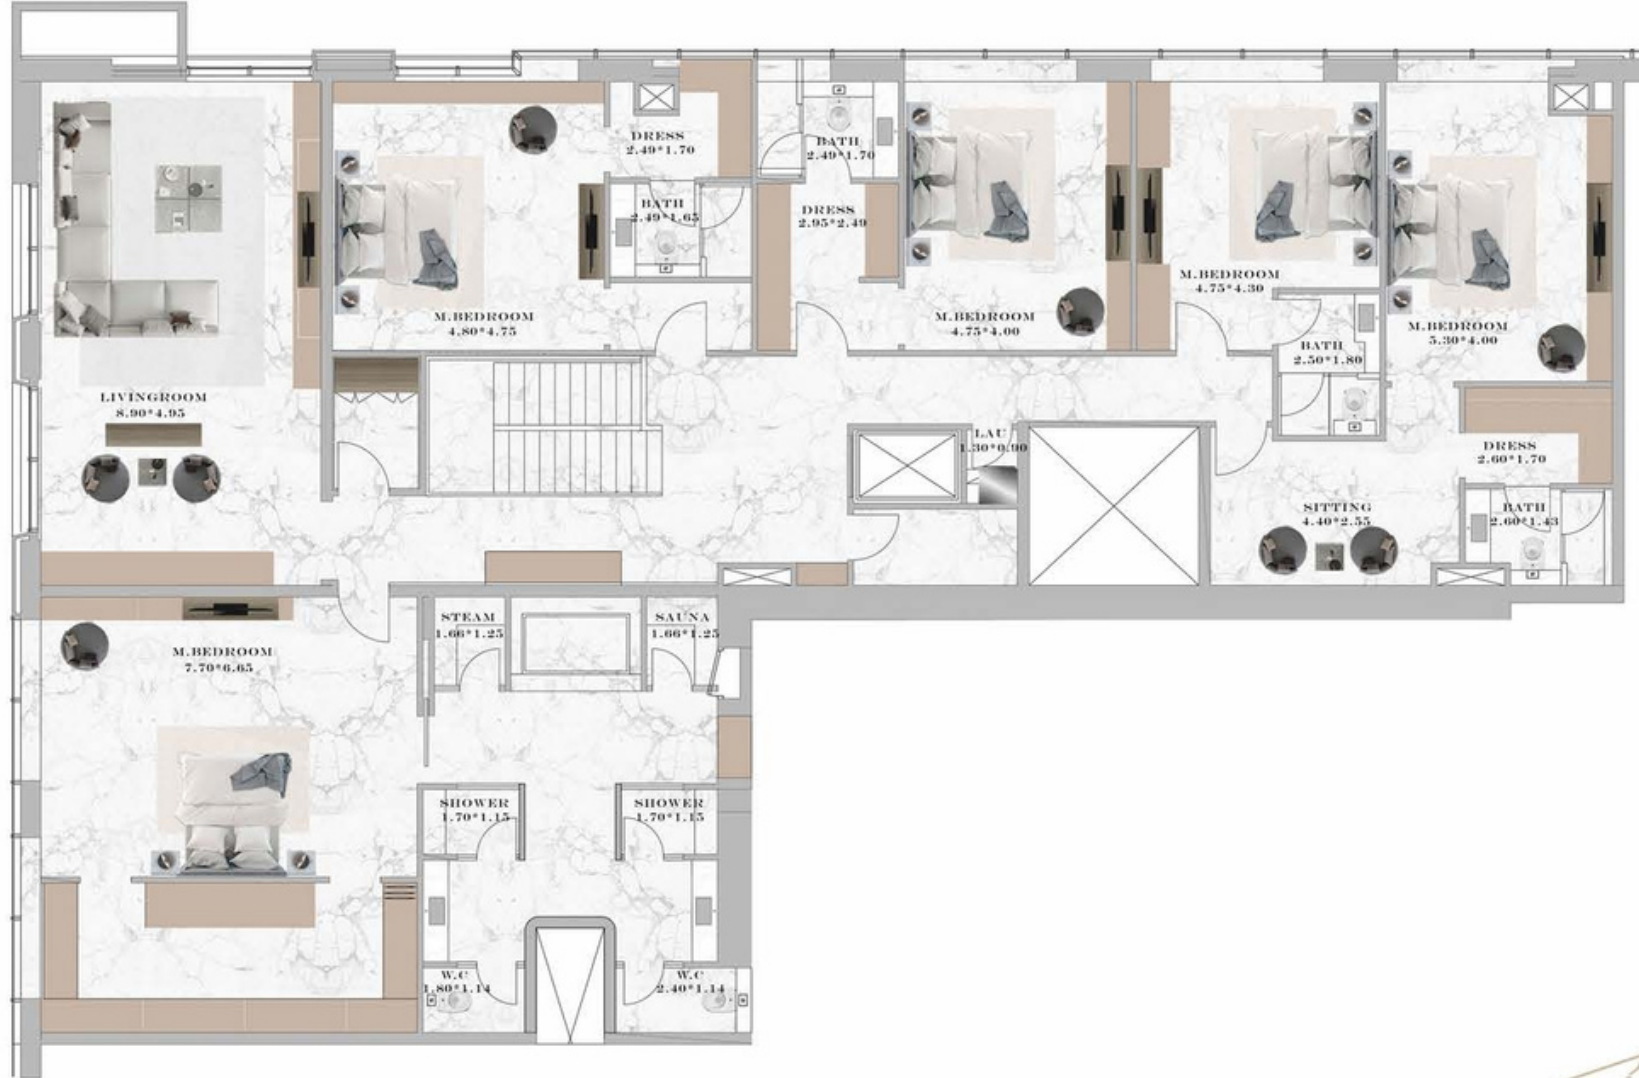 DRESS
2.49*1.70
BATH
2.49*1.70
BATH
2.49*1.65
DRESS
2.95*2.49
M.BEDROOM
4.80*4.75
M.BEDROOM
4.75*4.00
M.BEDROOM
4.75*4.30
M.BEDROOM
5.30*4.00
BATH
2.50*1.80
LIVINGROOM
8.90*4.95
LAU
1.30*0.90
DRESS
2.60*1.70
SITTING
4.40*2.55
BATH
2.60*1.43
STEAM
1.66*1.25
SAUNA
1.66*1.25
M.BEDROOM
7.70*6.65
SHOWER
1.70*1.15
SHOWER
1.70*1.15
W.C
1.80*1.14
W.C
2.40*1.14